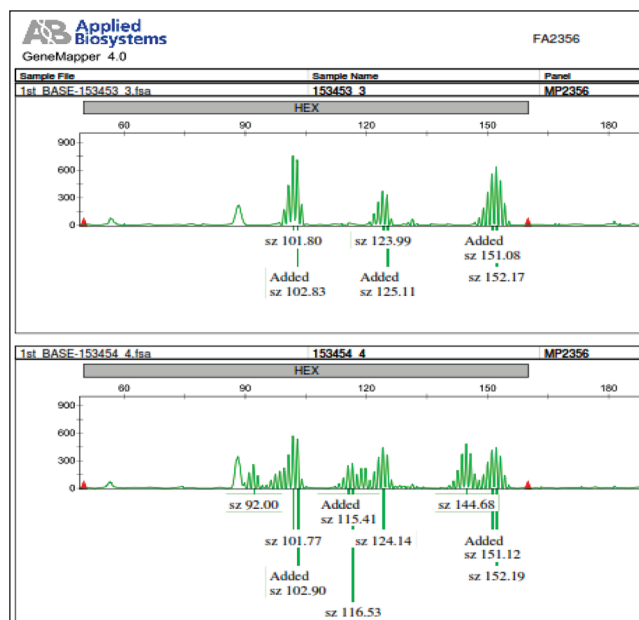 AB Applied
Biosystems
GeneMapper 4.0
FA2356
Sample File Sample Name Panel
1st_BASE-153453_3.fsa 153453_3 MP2356
HEX
60 90 120 150 180
900
600
300
0
sz 101.80 sz 123.99 Added
sz 151.08
Added Added sz 152.17
sz 102.83 sz 125.11
1st_BASE-153454_4.fsa 153454_4 MP2356
HEX
60 90 120 150 180
900
600
300
0
sz 92.00 Added sz 144.68
sz 115.41
sz 101.77 sz 124.14 Added
sz 151.12
Added sz 152.19
sz 102.90
sz 116.53